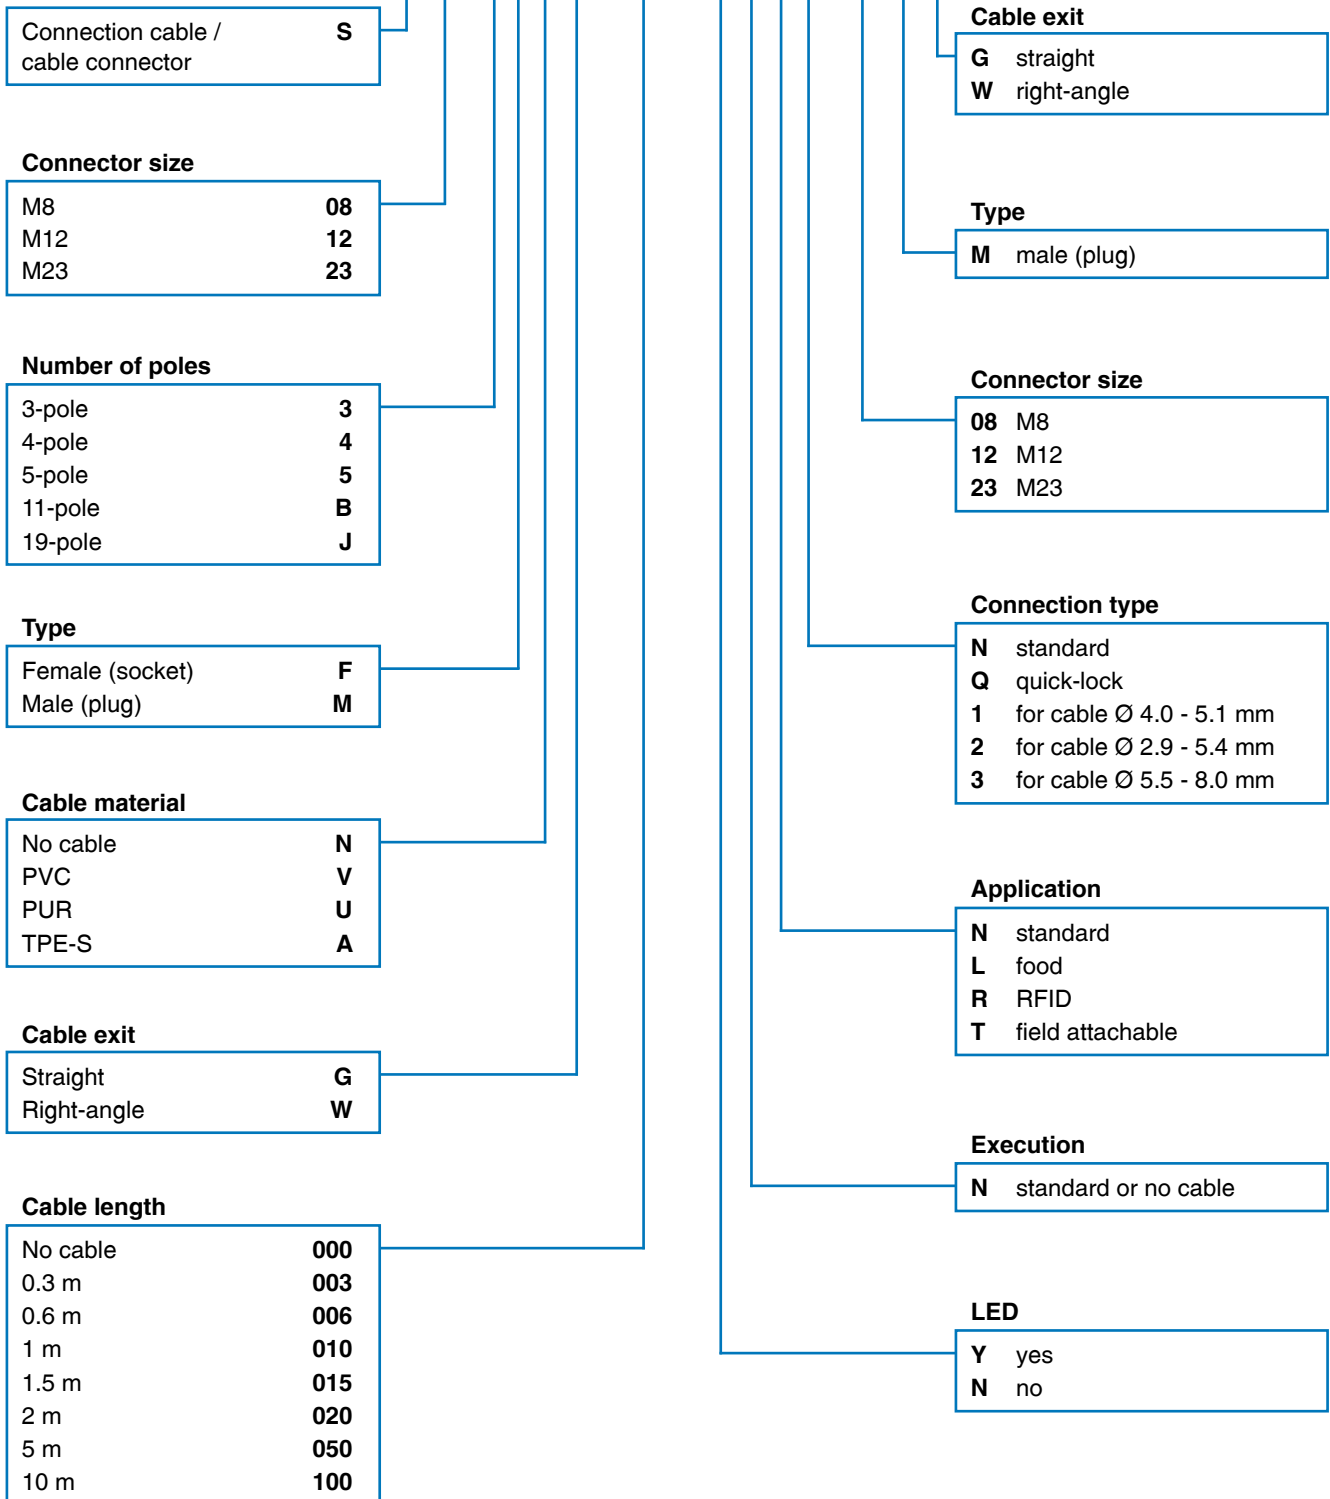 Connection cable / S
cable connector
Connector size
M8 08
M12 12
M23 23
Number of poles
3-pole 3
4-pole 4
5-pole 5
11-pole B
19-pole J
Type
Female (socket) F
Male (plug) M
Cable material
No cable N
PVC V
PUR U
TPE-S A
Cable exit
Straight G
Right-angle W
Cable length
No cable 000
0.3 m 003
0.6 m 006
1 m 010
1.5 m 015
2 m 020
5 m 050
10 m 100
Cable exit
G straight
W right-angle
Type
M male (plug)
Connector size
08 M8
12 M12
23 M23
Connection type
N standard
Q quick-lock
1 for cable Ø 4.0 - 5.1 mm
2 for cable Ø 2.9 - 5.4 mm
3 for cable Ø 5.5 - 8.0 mm
Application
N standard
L food
R RFID
T field attachable
Execution
N standard or no cable
LED
Y yes
N no